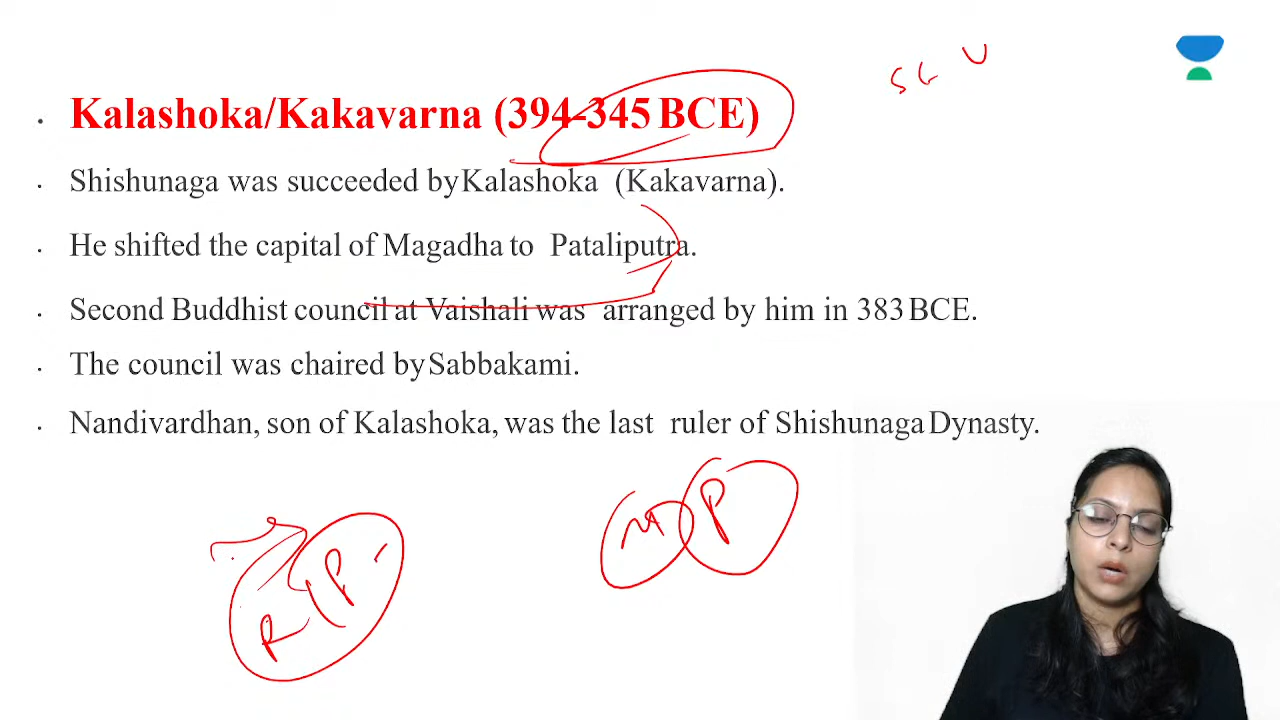 Kalashoka/Kakavarna (394-345 BCE)
Shishunaga was succeeded by Kalashoka (Kakavarna).
He shifted the capital of Magadha to Pataliputra.
Second Buddhist council at Vaishali was arranged by him in 383 BCE.
The council was chaired by Sabbakami.
Nandivardhan, son of Kalashoka, was the last ruler of Shishunaga Dynasty.
P
R P